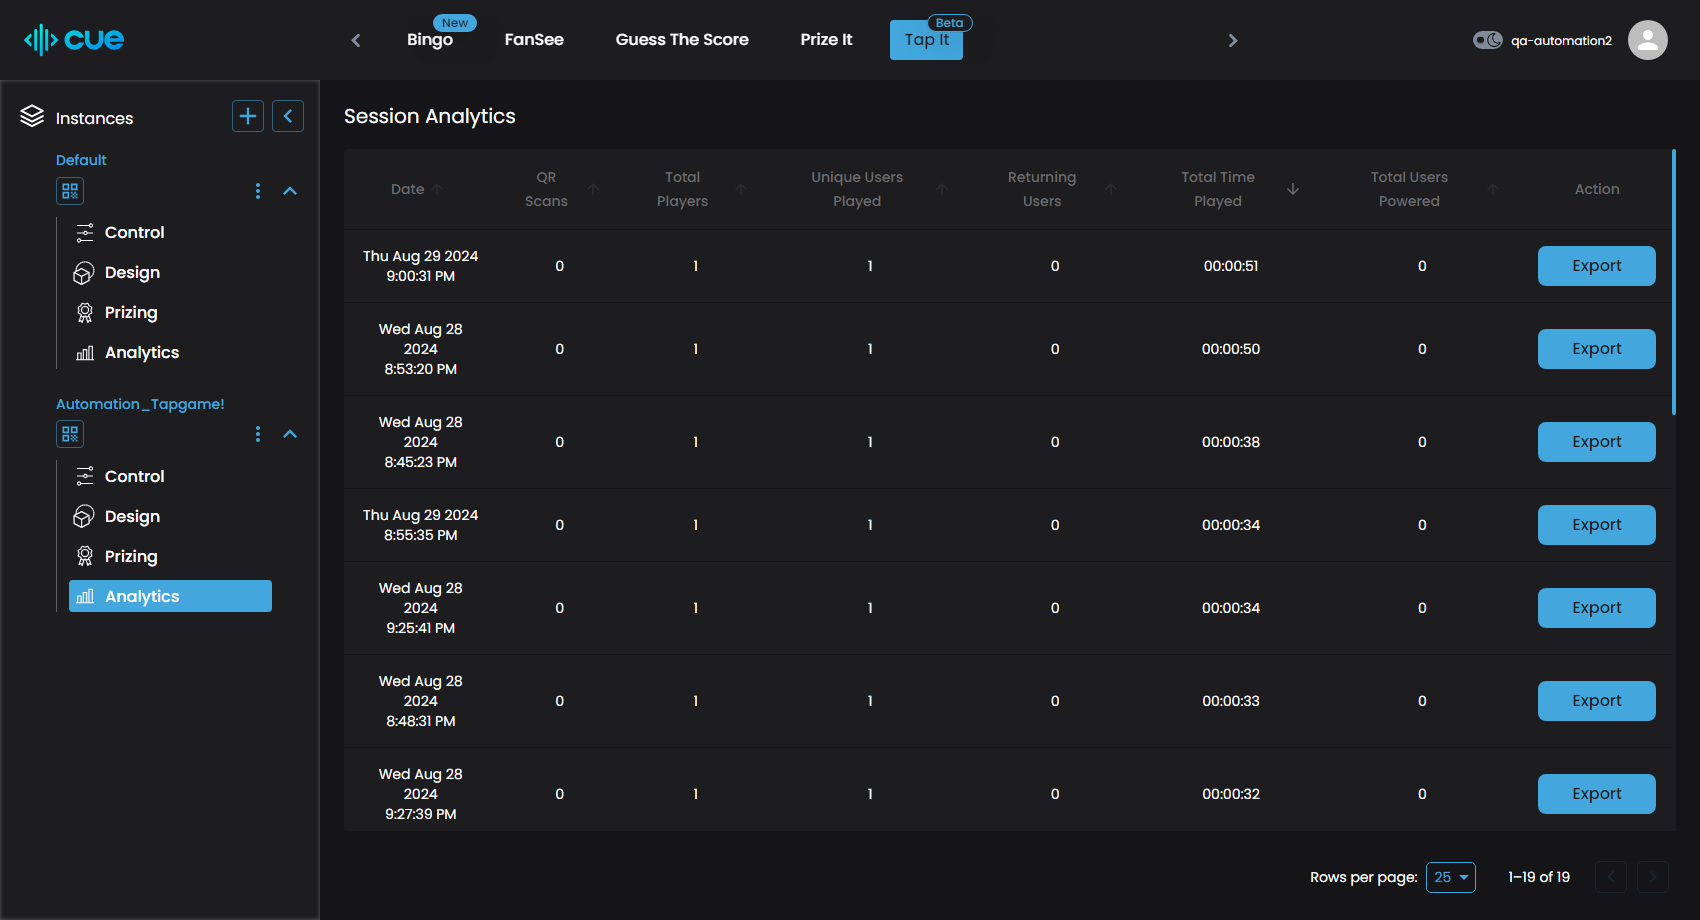 cue
New
Beta
Bingo FanSee Guess The Score Prize It Tap It
qa-automation2
Instances
Default
Control
Design
Prizing
Analytics
Automation_Tapgame!
Control
Design
Prizing
Analytics
Session Analytics
Date
QR
Scans
Total
Players
Unique Users
Played
Returning
Users
Total Time
Played
Total Users
Powered
Action
Thu Aug 29 2024
9:00:31 PM
0 1 1 0 00:00:51 0 Export
Wed Aug 28
2024
8:53:20 PM
0 1 1 0 00:00:50 0 Export
Wed Aug 28
2024
8:45:23 PM
0 1 1 0 00:00:38 0 Export
Thu Aug 29 2024
8:55:35 PM
0 1 1 0 00:00:34 0 Export
Wed Aug 28
2024
9:25:41 PM
0 1 1 0 00:00:34 0 Export
Wed Aug 28
2024
8:48:31 PM
0 1 1 0 00:00:33 0 Export
Wed Aug 28
2024
9:27:39 PM
0 1 1 0 00:00:32 0 Export
Rows per page: 25 1–19 of 19